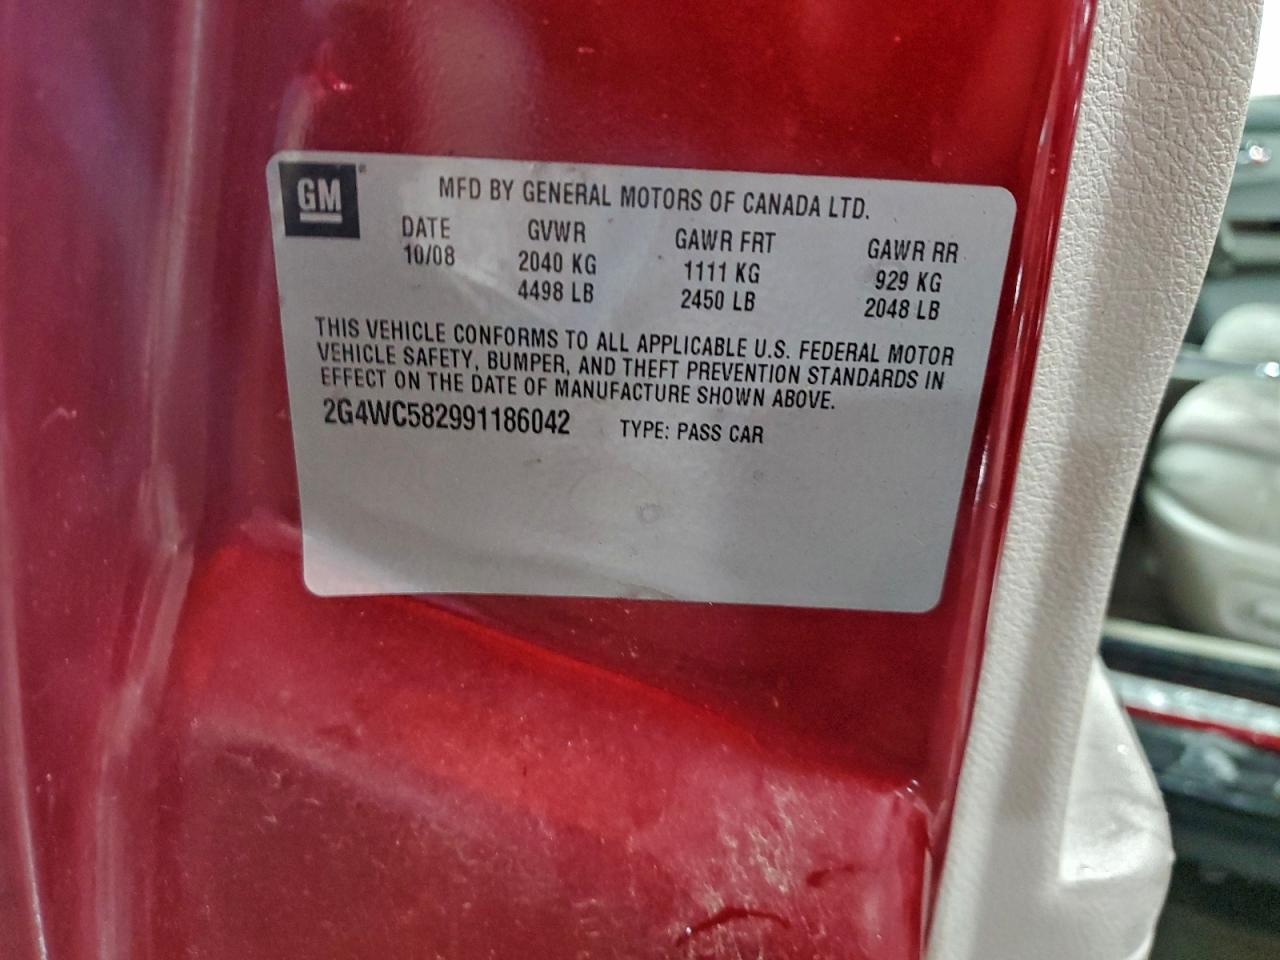 GM
MFD BY GENERAL MOTORS OF CANADA LTD.
DATE GVWR GAWR FRT GAWR RR
10/08 2040 KG 1111 KG 929 KG
4498 LB 2450 LB 2048 LB
THIS VEHICLE CONFORMS TO ALL APPLICABLE U.S. FEDERAL MOTOR
VEHICLE SAFETY, BUMPER, AND THEFT PREVENTION STANDARDS IN
EFFECT ON THE DATE OF MANUFACTURE SHOWN ABOVE.
2G4WC582991186042 TYPE: PASS CAR